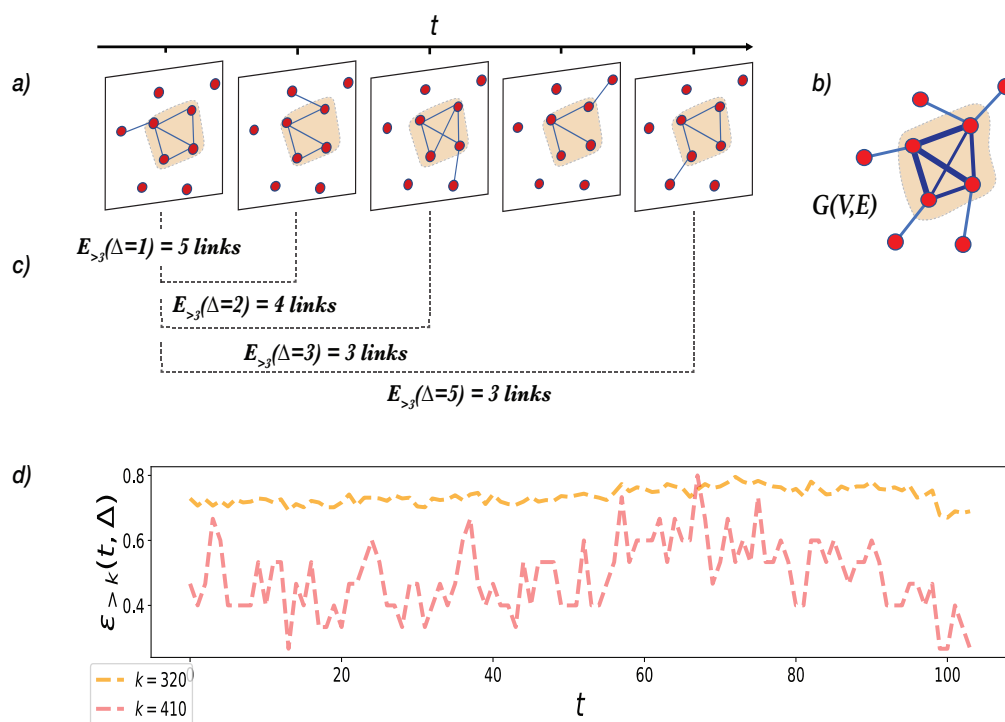 t
a)
b)
G(V,E)
E>3(Δ=1) = 5 links
c)
E>3(Δ=2) = 4 links
E>3(Δ=3) = 3 links
E>3(Δ=5) = 3 links
d)
ε>k(t, Δ)
0.8
0.6
0.4
0 20 40 60 80 100
t
k = 320
k = 410